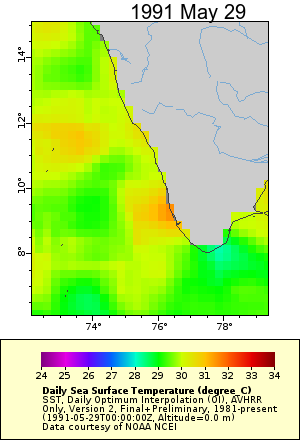 1991 May 29
14°
12°
10°
8°
74°
76°
78°
24 25 26 27 28 29 30 31 32 33 34
Daily Sea Surface Temperature (degree_C)
SST, Daily Optimum Interpolation (OI), AVHRR
Only, Version 2, Final+Preliminary, 1981-present
(1991-05-29T00:00:00Z, Altitude=0.0 m)
Data courtesy of NOAA NCEI